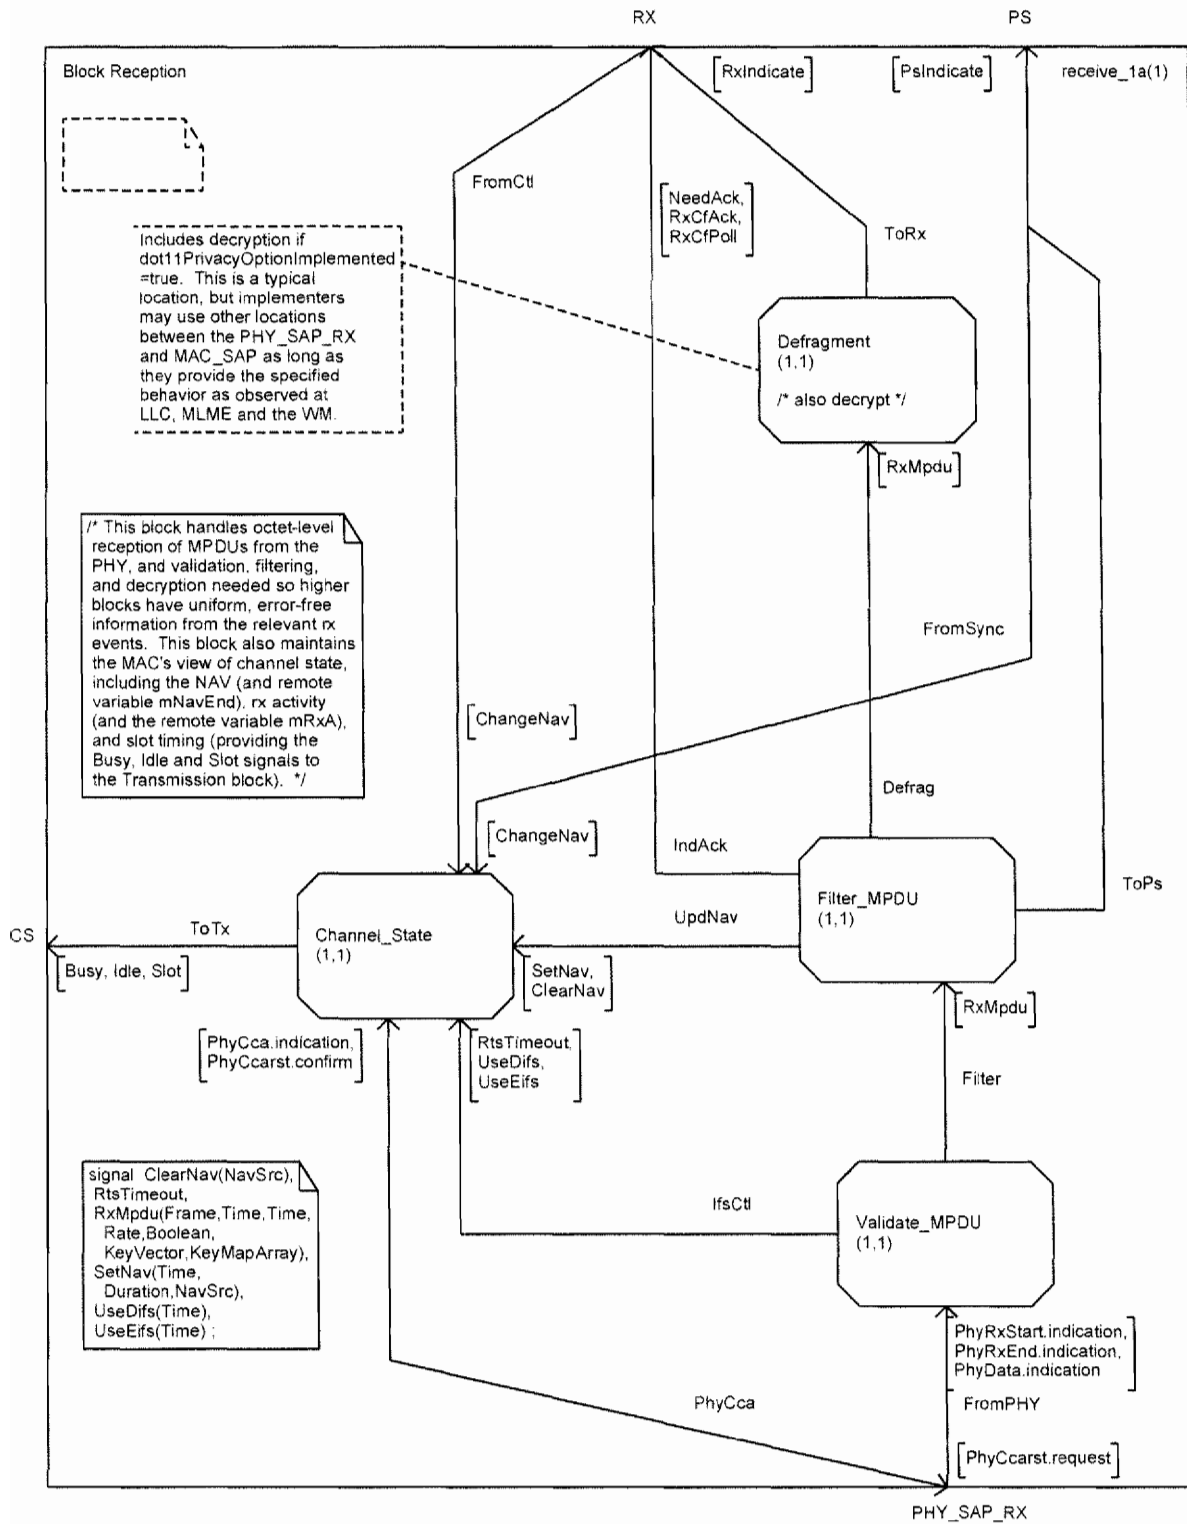 RX
PS
Block Reception
[RxIndicate]
[PsIndicate]
receive_1a(1)
FromCtl
[NeedAck,
RxCfAck,
RxCfPoll]
ToRx
Includes decryption if
dot11PrivacyOptionImplemented
=true. This is a typical
location, but implementers
may use other locations
between the PHY_SAP_RX
and MAC_SAP as long as
they provide the specified
behavior as observed at
LLC, MLME and the WM.
Defragment
(1,1)
/* also decrypt */
[RxMpdu]
/* This block handles octet-level
reception of MPDUs from the
PHY, and validation, filtering,
and decryption needed so higher
blocks have uniform, error-free
information from the relevant rx
events. This block also maintains
the MAC's view of channel state,
including the NAV (and remote
variable mNavEnd), rx activity
(and the remote variable mRxA),
and slot timing (providing the
Busy, Idle and Slot signals to
the Transmission block). */
FromSync
[ChangeNav]
Defrag
[ChangeNav]
IndAck
Filter_MPDU
(1,1)
ToPs
UpdNav
CS
ToTx
Channel_State
(1,1)
[Busy, Idle, Slot]
[SetNav,
ClearNav]
[RxMpdu]
[PhyCca.indication,
PhyCcarst.confirm]
[RtsTimeout,
UseDifs,
UseEifs]
Filter
signal ClearNav(NavSrc),
RtsTimeout,
RxMpdu(Frame,Time,Time,
Rate,Boolean,
KeyVector,KeyMapArray),
SetNav(Time,
Duration,NavSrc),
UseDifs(Time),
UseEifs(Time) ;
IfsCtl
Validate_MPDU
(1,1)
[PhyRxStart.indication,
PhyRxEnd.indication,
PhyData.indication]
PhyCca
FromPHY
[PhyCcarst.request]
PHY_SAP_RX